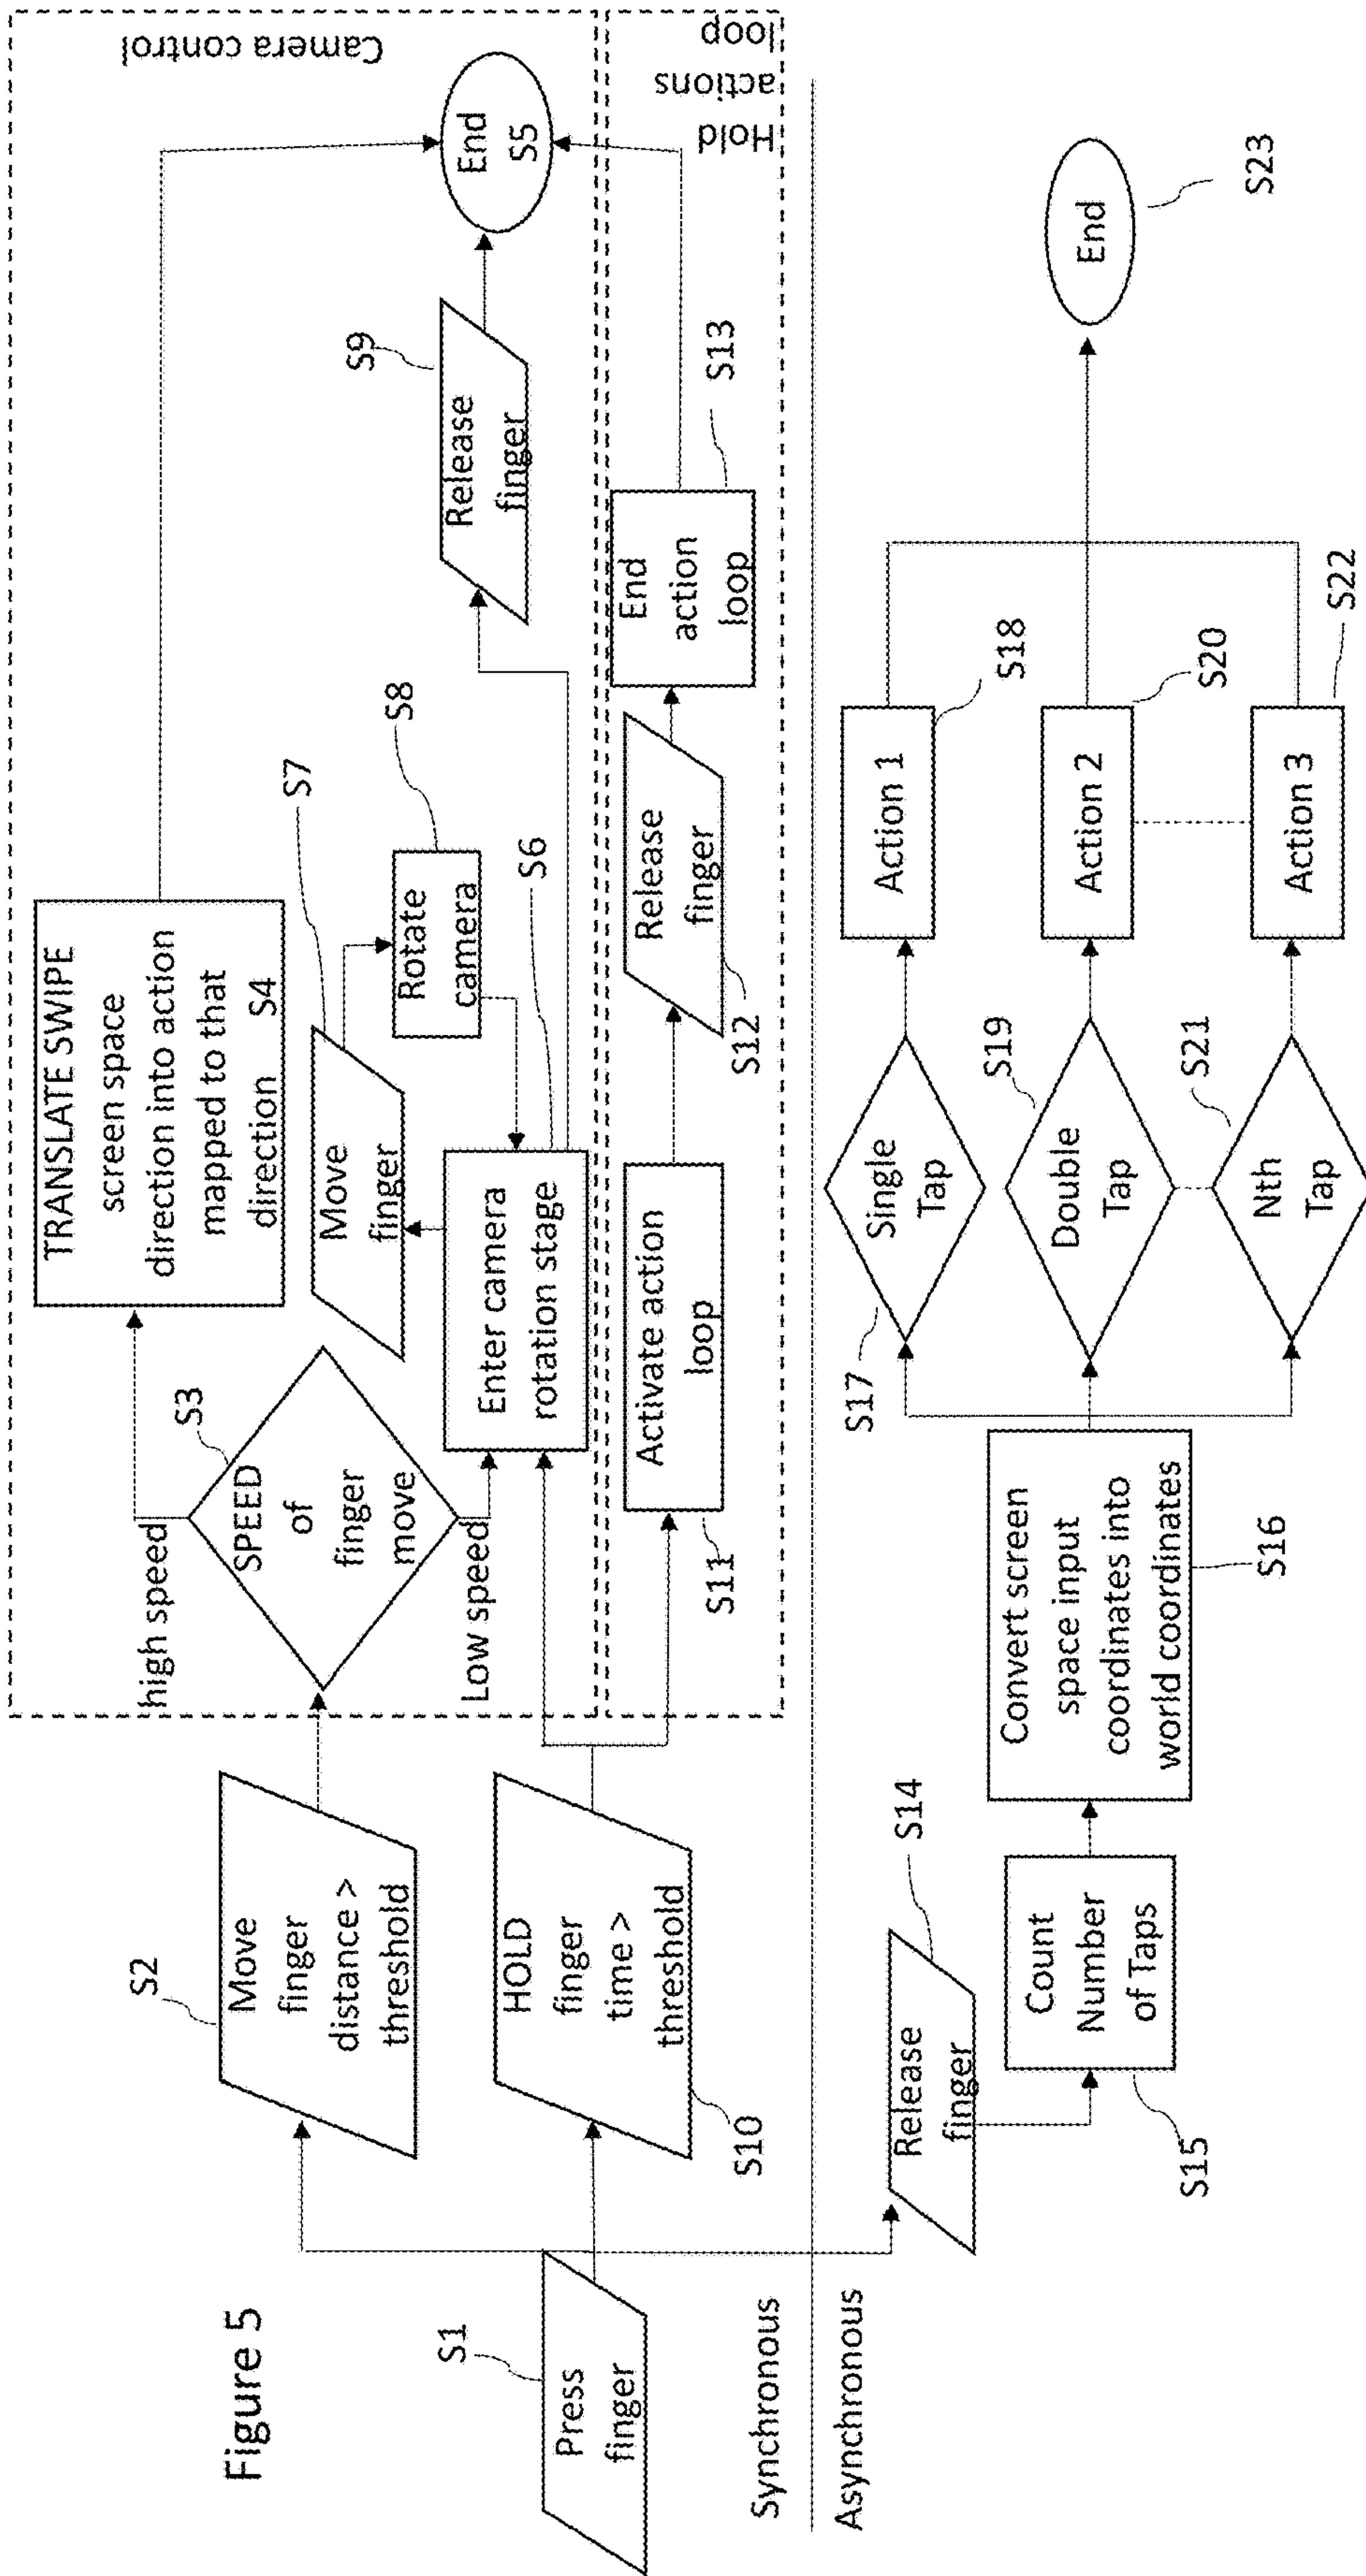 Figure 5
S1
Press
finger
Synchronous
Asynchronous
S2
Move
finger
distance >
threshold
HOLD
finger
time >
threshold
S10
S14
Release
finger
Count
Number
of Taps
S15
high speed
S3
SPEED
of
finger
move
Low speed
TRANSLATE SWIPE
screen space
direction into action
mapped to that
direction S4
S7
Move
finger
S8
Rotate
camera
S6
Enter camera
rotation stage
S9
Release
finger
End
S5
Camera control
S11
Activate action
loop
S12
Release
finger
End
action
loop
S13
Hold
actions
loop
Convert screen
space input
coordinates into
world coordinates
S16
S17
Single
Tap
S19
Double
Tap
S21
Nth
Tap
Action 1
S18
Action 2
S20
Action 3
S22
End
S23